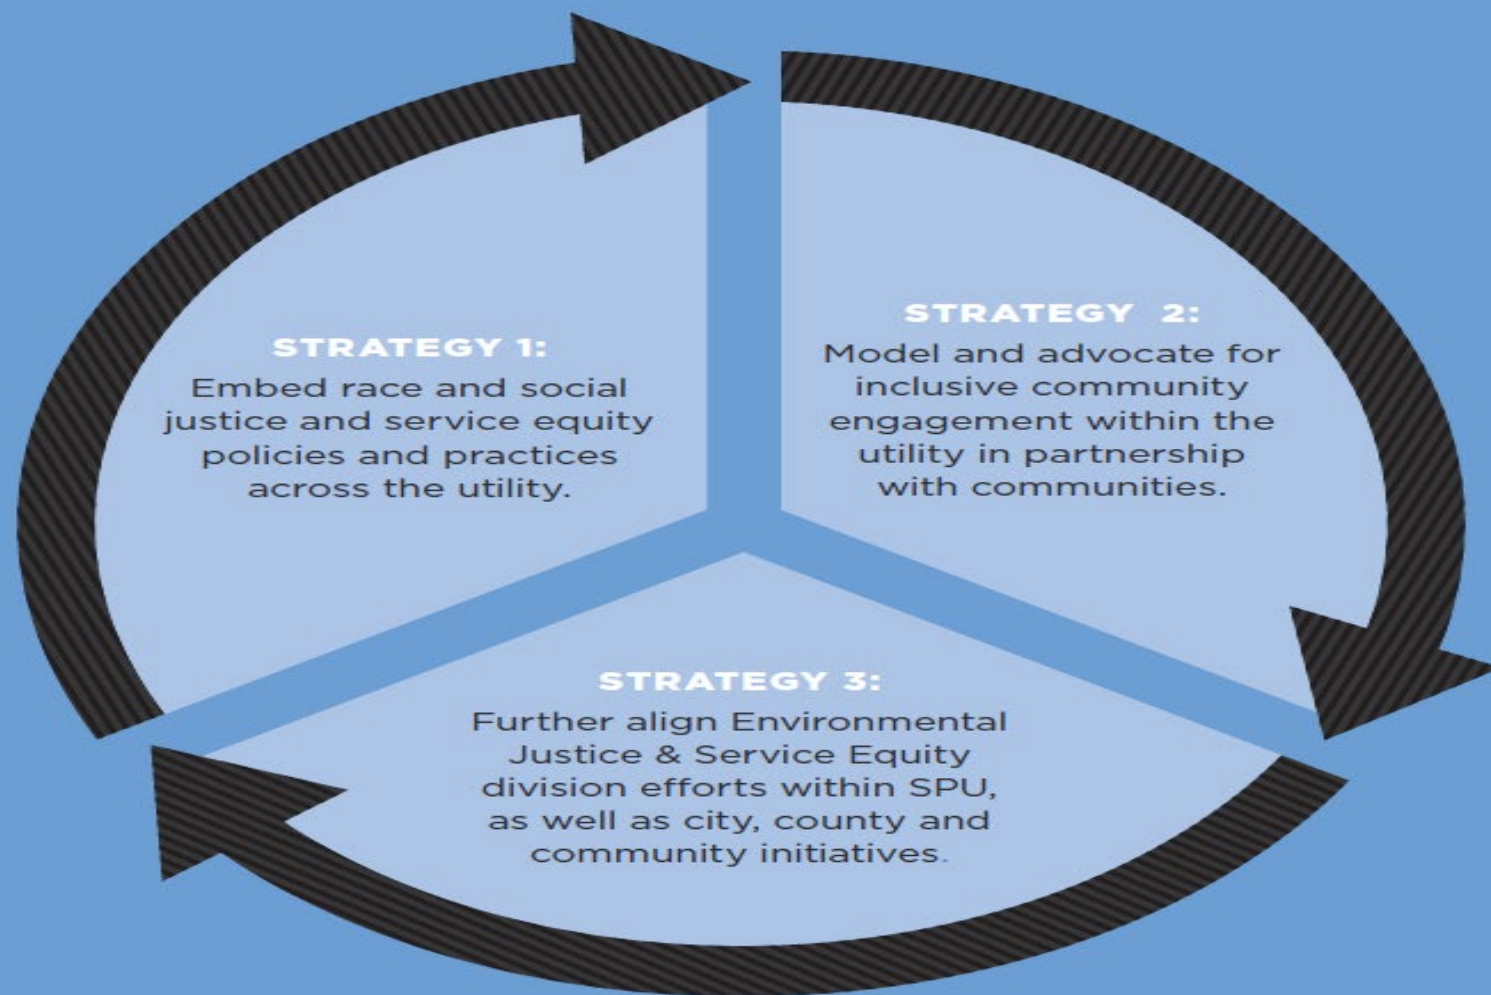 STRATEGY 1:
Embed race and social
justice and service equity
policies and practices
across the utility.
STRATEGY 2:
Model and advocate for
inclusive community
engagement within the
utility in partnership
with communities.
STRATEGY 3:
Further align Environmental
Justice & Service Equity
division efforts within SPU,
as well as city, county and
community initiatives.